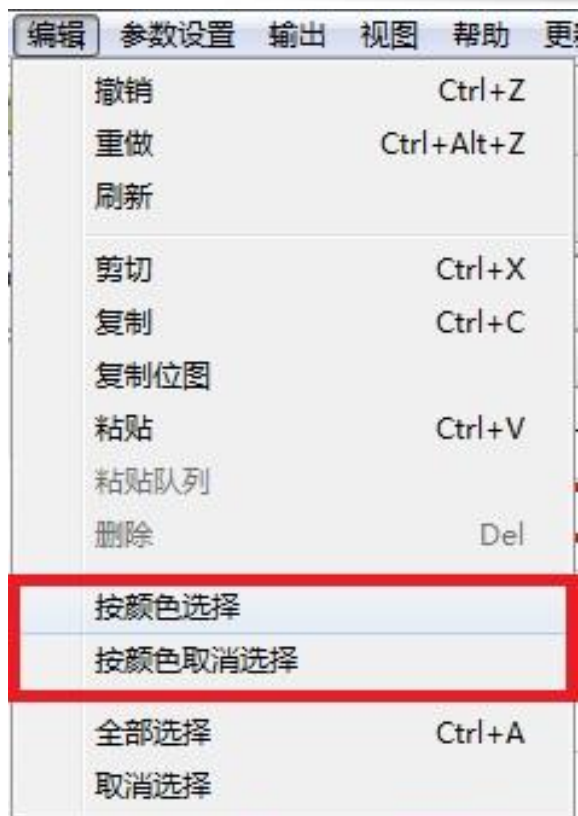 编辑 参数设置 输出 视图 帮助
撤销 Ctrl+Z
重做 Ctrl+Alt+Z
刷新
剪切 Ctrl+X
复制 Ctrl+C
复制位图
粘贴 Ctrl+V
粘贴队列
删除 Del
按颜色选择
按颜色取消选择
全部选择 Ctrl+A
取消选择